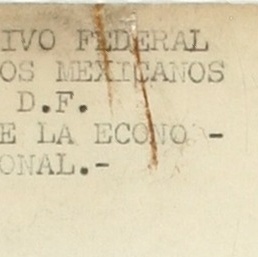 IVO FEDERAL
OS MEXICANOS
D.F.
E LA ECONO -
ONAL.-